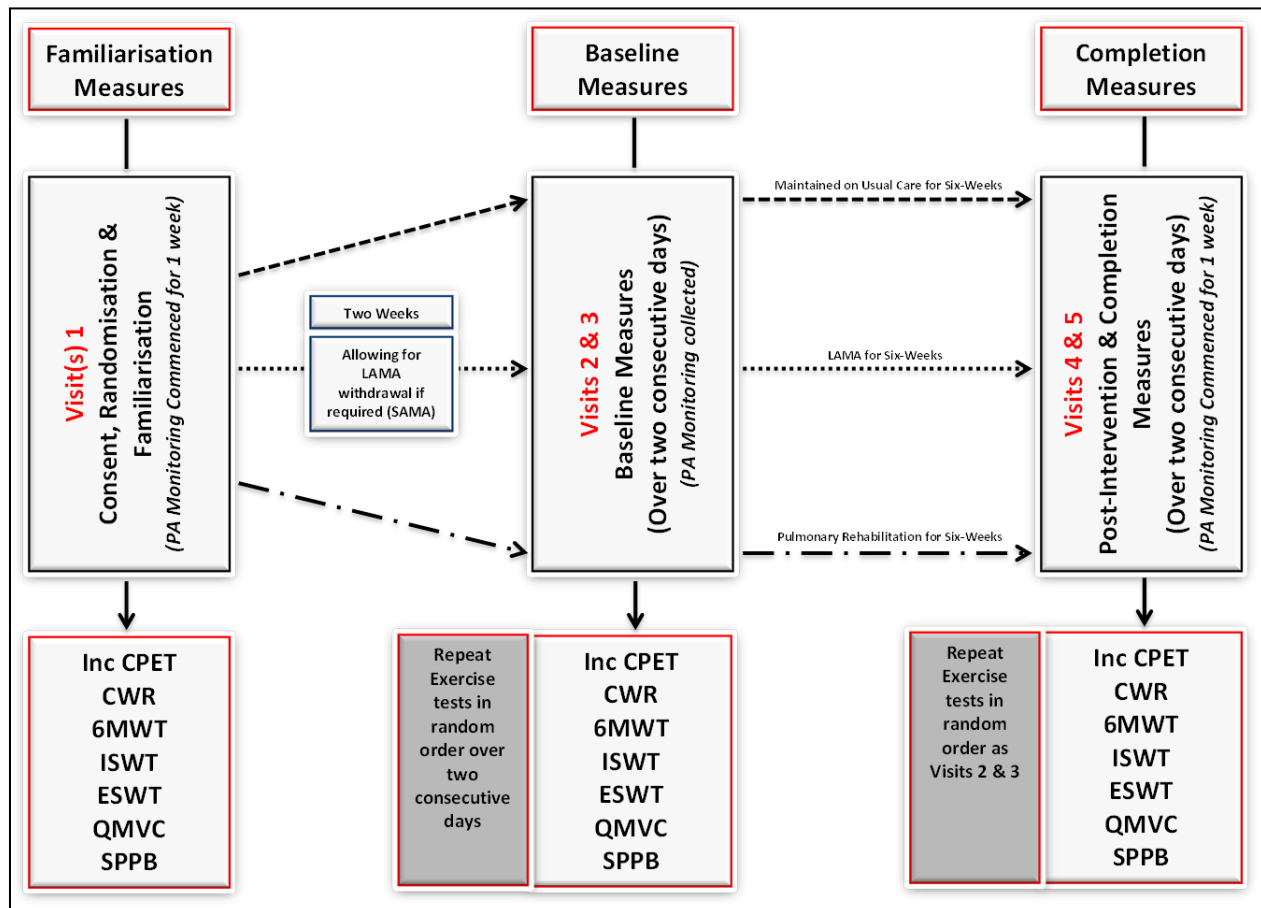 Familiarisation
Measures
Baseline
Measures
Completion
Measures
Visit(s) 1
Consent, Randomisation &
Familiarisation
(PA Monitoring Commenced for 1 week)
Two Weeks
Allowing for
LAMA
withdrawal if
required (SAMA)
Visits 2 & 3
Baseline Measures
(Over two consecutive days)
(PA Monitoring collected)
Maintained on Usual Care for Six-Weeks
LAMA for Six-Weeks
Pulmonary Rehabilitation for Six-Weeks
Visits 4 & 5
Post-Intervention & Completion
Measures
(Over two consecutive days)
(PA Monitoring Commenced for 1 week)
Inc CPET
CWR
6MWT
ISWT
ESWT
QMVC
SPPB
Repeat
Exercise
tests in
random
order over
two
consecutive
days
Inc CPET
CWR
6MWT
ISWT
ESWT
QMVC
SPPB
Repeat
Exercise
tests in
random
order as
Visits 2 & 3
Inc CPET
CWR
6MWT
ISWT
ESWT
QMVC
SPPB